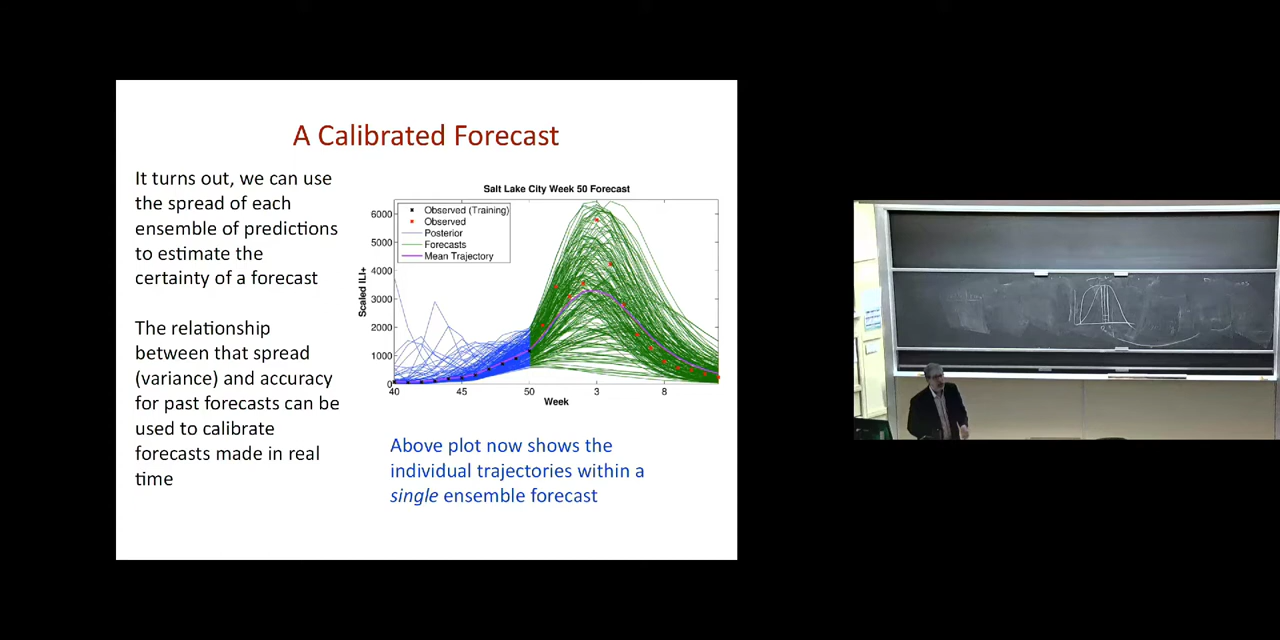 A Calibrated Forecast
It turns out, we can use
the spread of each
ensemble of predictions
to estimate the
certainty of a forecast
The relationship
between that spread
(variance) and accuracy
for past forecasts can be
used to calibrate
forecasts made in real
time
Salt Lake City Week 50 Forecast
Observed (Training)
Observed
Posterior
Forecasts
Mean Trajectory
Scaled ILI+
6000
5000
4000
3000
2000
1000
0
40 45 50 3 8
Week
Above plot now shows the
individual trajectories within a
single ensemble forecast